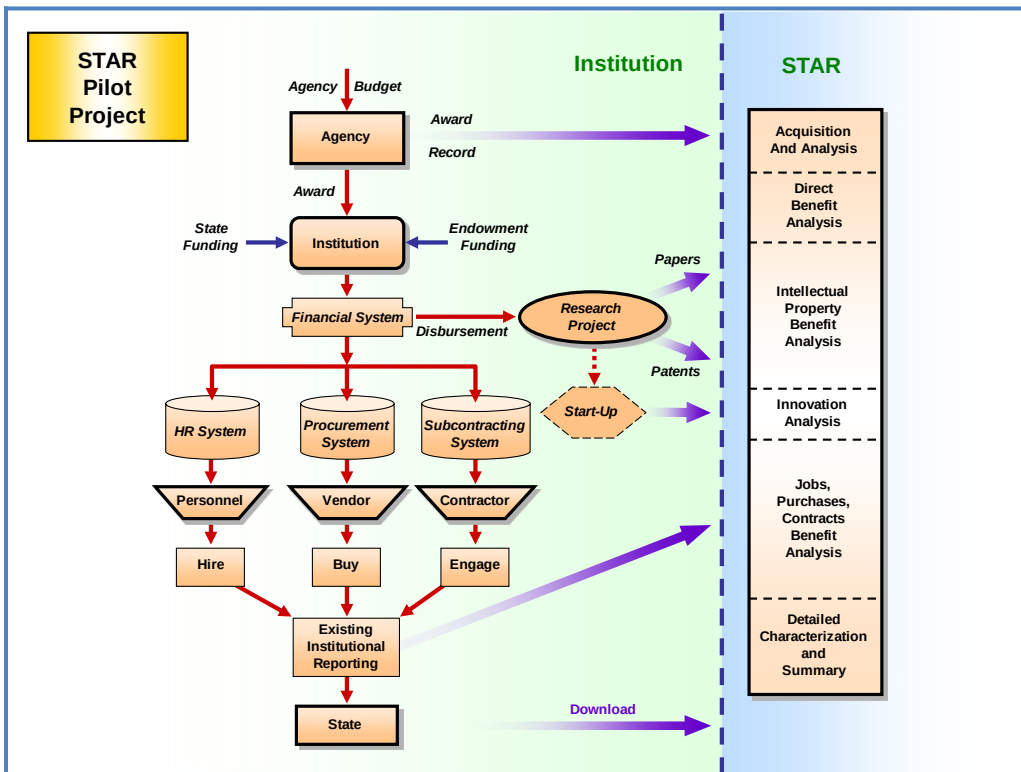 STAR
Pilot
Project
Institution
STAR
Agency Budget
Agency
Award
Record
Award
State
Funding
Institution
Endowment
Funding
Financial System
Disbursement
Research
Project
Papers
Patents
Start-Up
HR System
Procurement
System
Subcontracting
System
Personnel
Vendor
Contractor
Hire
Buy
Engage
Existing
Institutional
Reporting
State
Download
Acquisition
And Analysis
Direct
Benefit
Analysis
Intellectual
Property
Benefit
Analysis
Innovation
Analysis
Jobs,
Purchases,
Contracts
Benefit
Analysis
Detailed
Characterization
and
Summary